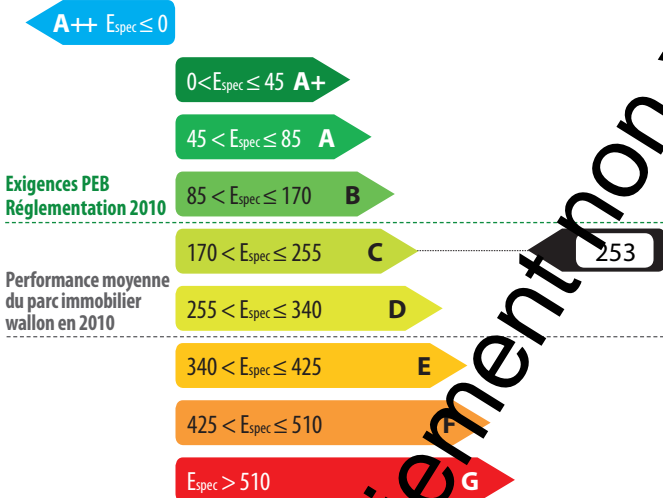 A++ Espec ≤ 0
0<Espec ≤ 45 A+
45 < Espec ≤ 85 A
Exigences PEB
Réglementation 2010
85 < Espec ≤ 170 B
170 < Espec ≤ 255 C
253
Performance moyenne
du parc immobilier
wallon en 2010
255 < Espec ≤ 340 D
340 < Espec ≤ 425 E
425 < Espec ≤ 510 F
Espec > 510 G
ement non